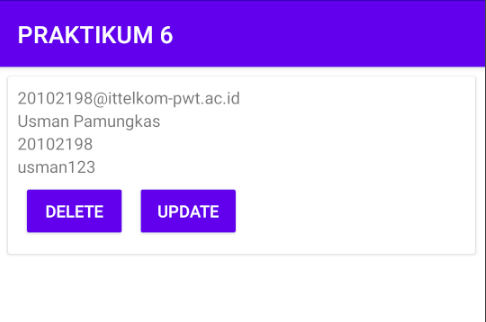 PRAKTIKUM 6
20102198@ittelkom-pwt.ac.id
Usman Pamungkas
20102198
usman123
DELETE UPDATE